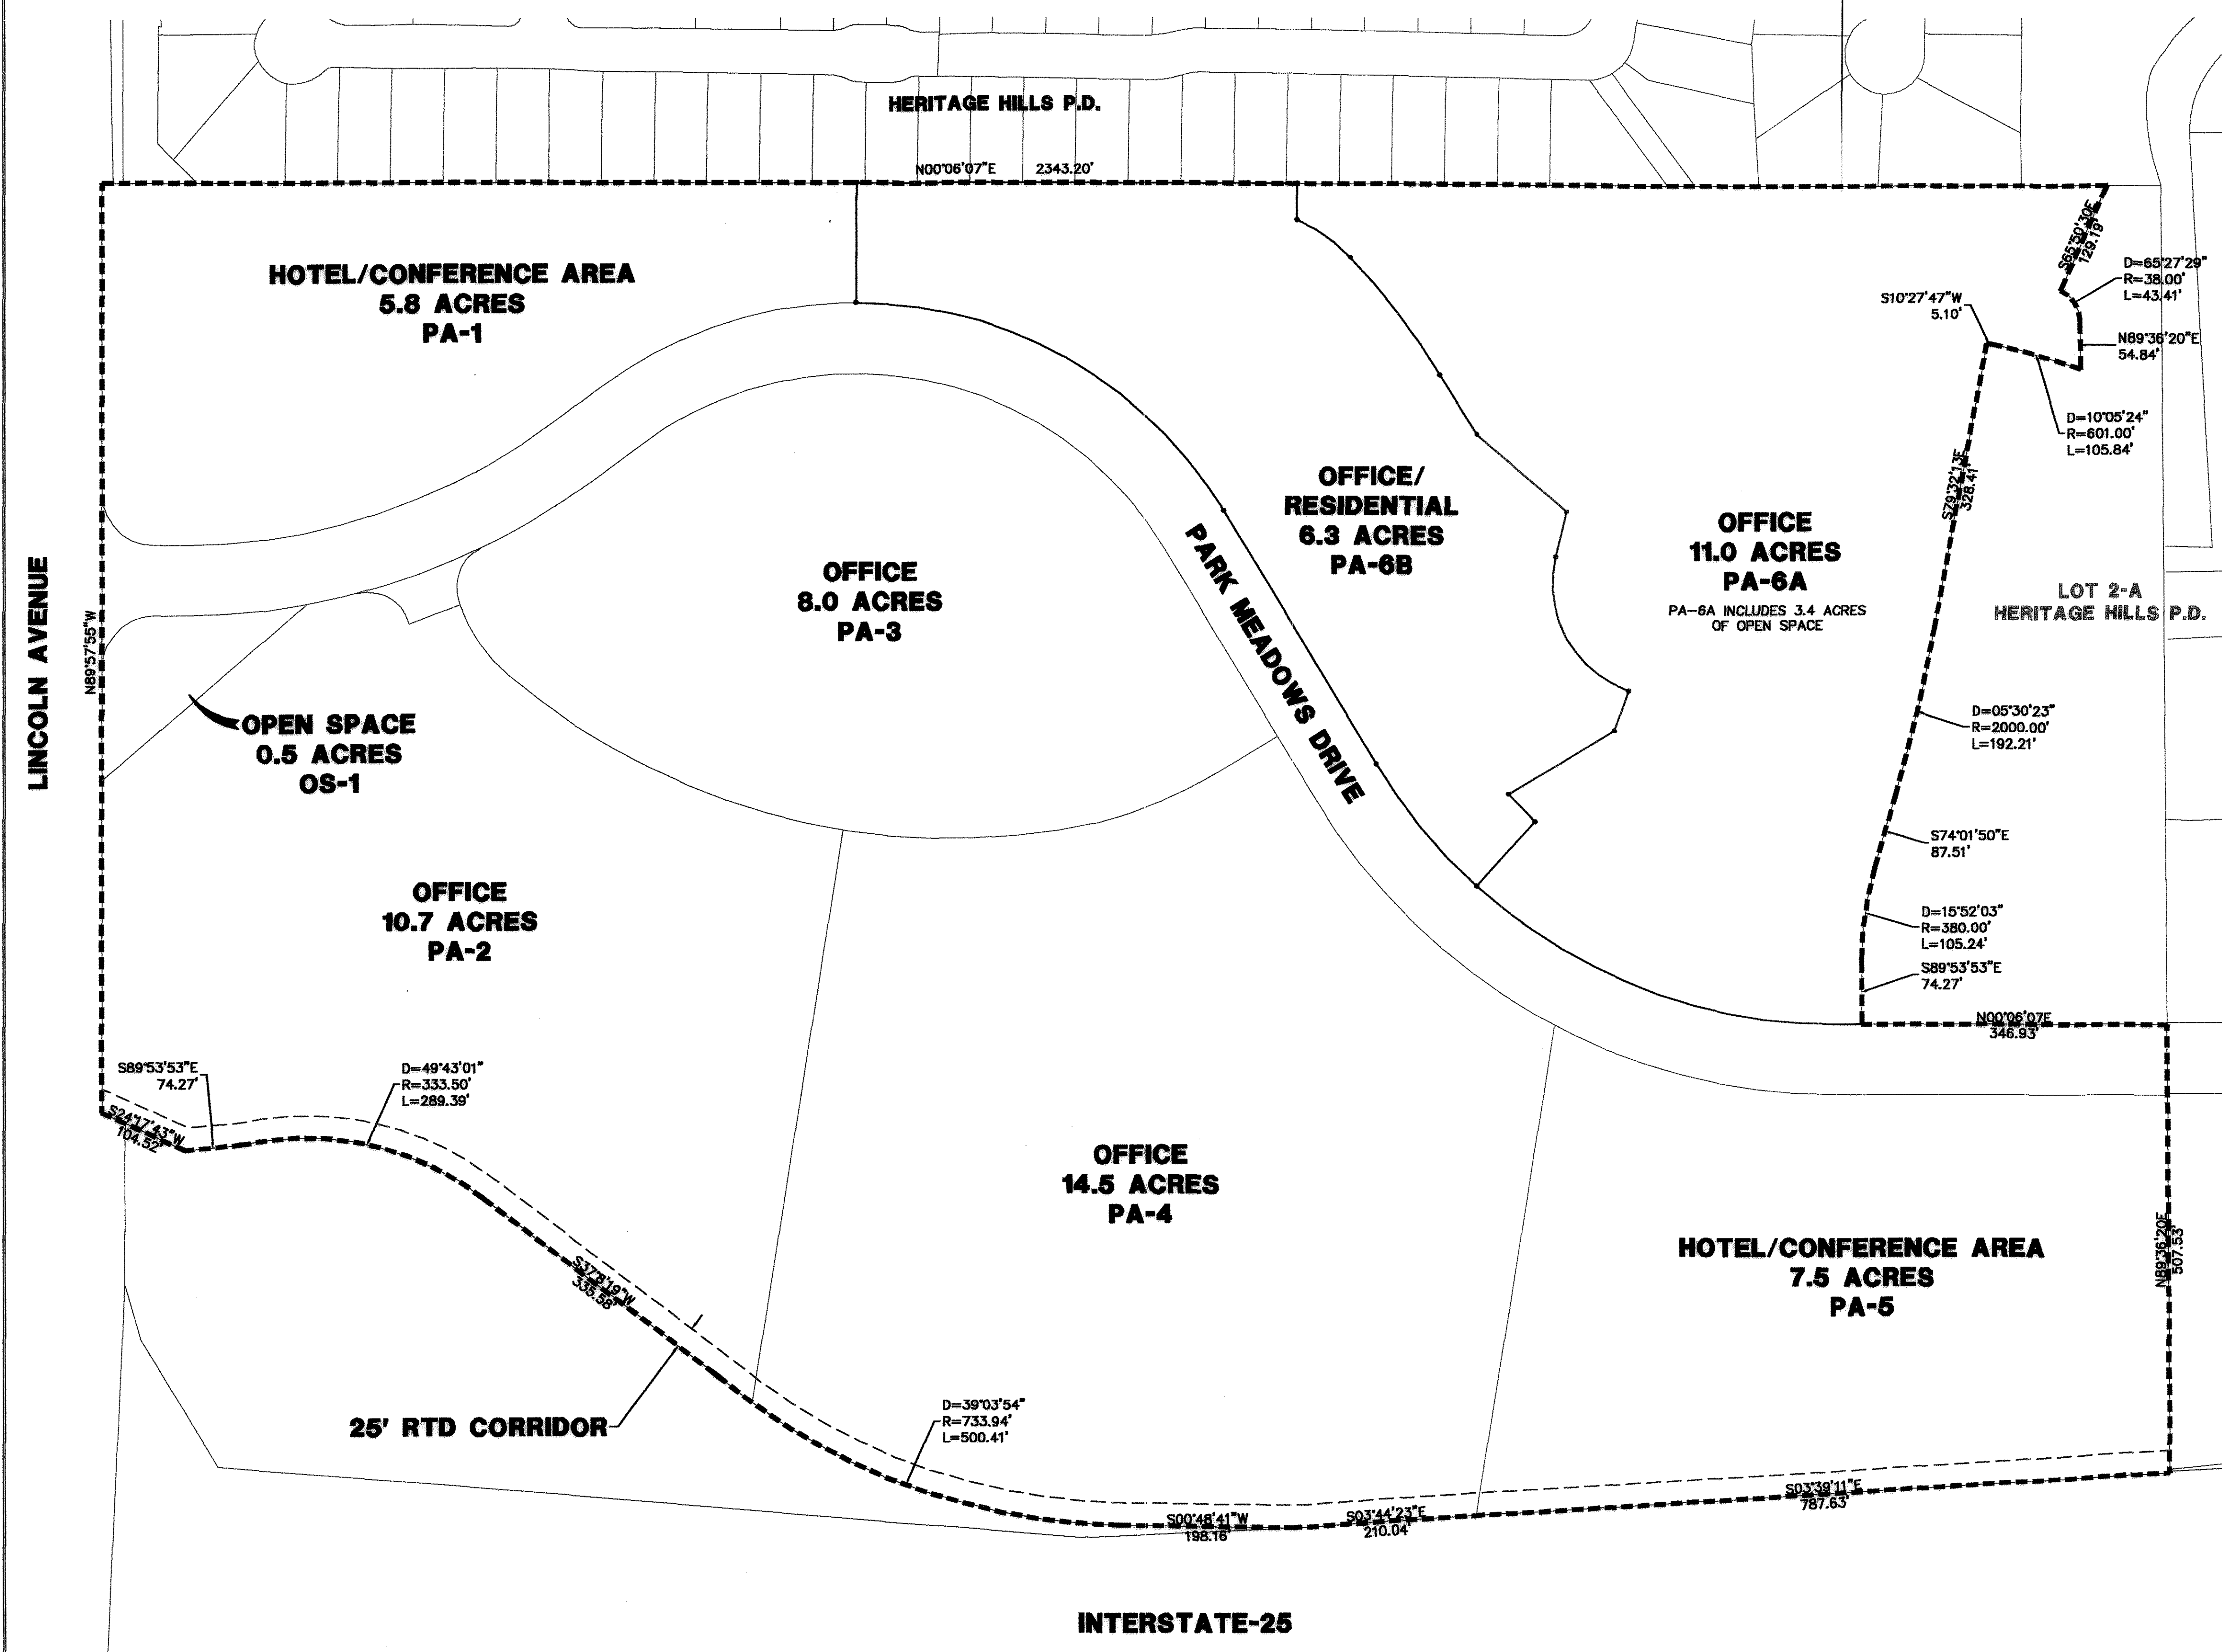 HERITAGE HILLS P.D.
N00°06'07"E 2343.20'
HOTEL/CONFERENCE AREA
5.8 ACRES
PA-1
S65°50'30E
129.19'
D=65°27'29"
R=38.00'
L=43.41'
S10°27'47"W
5.10'
N89°36'20"E
54.84'
D=10°05'24"
R=601.00'
L=105.84'
S79°32'13E
328.41'
OFFICE/
RESIDENTIAL
6.3 ACRES
PA-6B
OFFICE
11.0 ACRES
PA-6A
PA-6A INCLUDES 3.4 ACRES
OF OPEN SPACE
LOT 2-A
HERITAGE HILLS P.D.
LINCOLN AVENUE
N89°57'55"W
OFFICE
8.0 ACRES
PA-3
PARK MEADOWS DRIVE
OPEN SPACE
0.5 ACRES
OS-1
D=05°30'23"
R=2000.00'
L=192.21'
S74°01'50"E
87.51'
OFFICE
10.7 ACRES
PA-2
D=15°52'03"
R=380.00'
L=105.24'
S89°53'53"E
74.27'
N00°06'07E
346.93'
S89°53'53"E
74.27'
D=49°43'01"
R=333.50'
L=289.39'
S24°17'43"W
104.52'
OFFICE
14.5 ACRES
PA-4
HOTEL/CONFERENCE AREA
7.5 ACRES
PA-5
N89°36'20E
507.53'
S37°8'19"W
335.58'
25' RTD CORRIDOR
D=39°03'54"
R=733.94'
L=500.41'
S00°48'41"W
198.16'
S03°44'23"E
210.04'
S03°39'11"E
787.63'
INTERSTATE-25